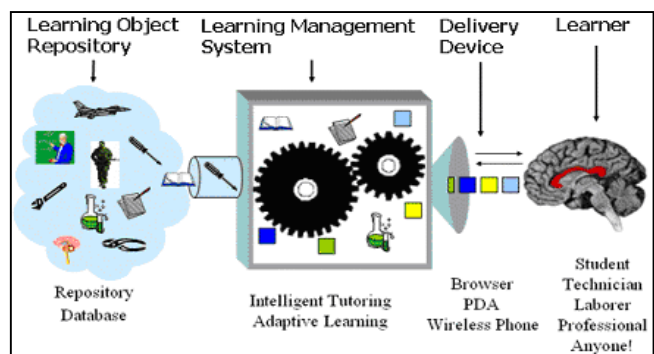 Learning Object
Repository
Learning Management
System
Delivery
Device
Learner
Repository
Database
Intelligent Tutoring
Adaptive Learning
Browser
PDA
Wireless Phone
Student
Technician
Laborer
Professional
Anyone!